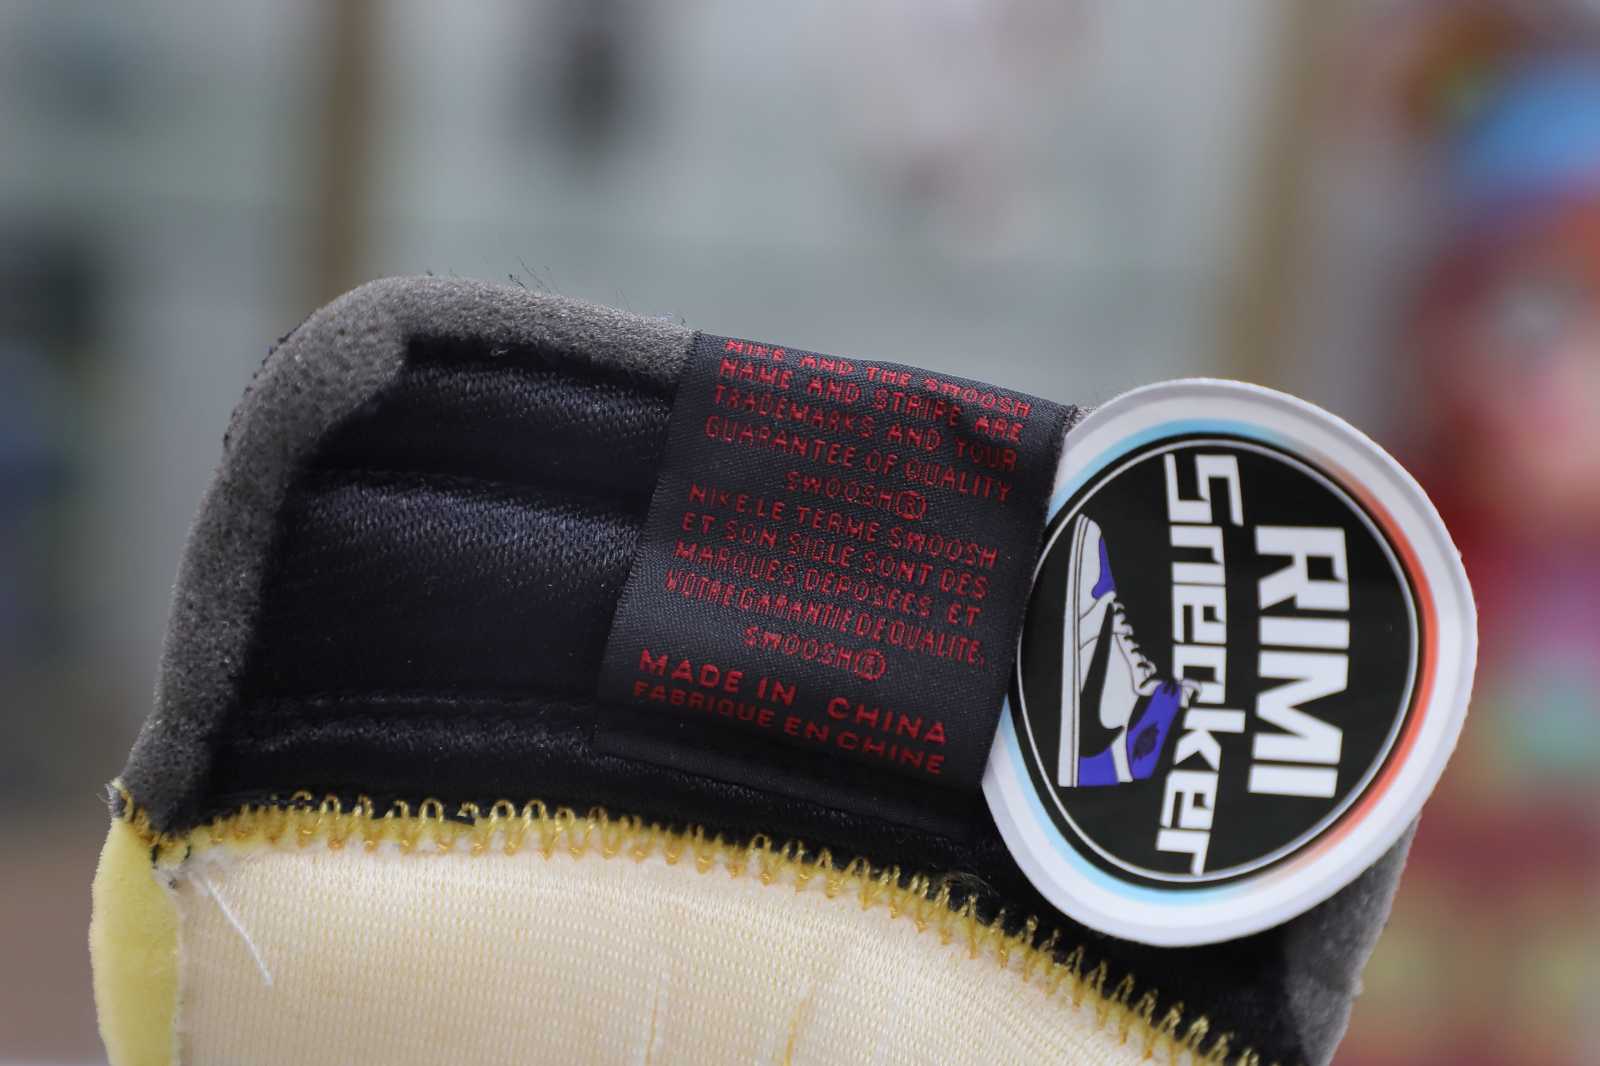 NIKE AND THE SWOOSH
NAME AND STRIPE ARE
TRADEMARKS AND YOUR
GUARANTEE OF QUALITY
SWOOSH®
NIKE.LE TERME SWOOSH
ET SON SIGLE SONT DES
MARQUES DEPOSEES ET
VOTRE GARANTIE DE QUALITE.
SWOOSH®
MADE IN CHINA
FABRIQUE EN CHINE
RIMI
Sneaker